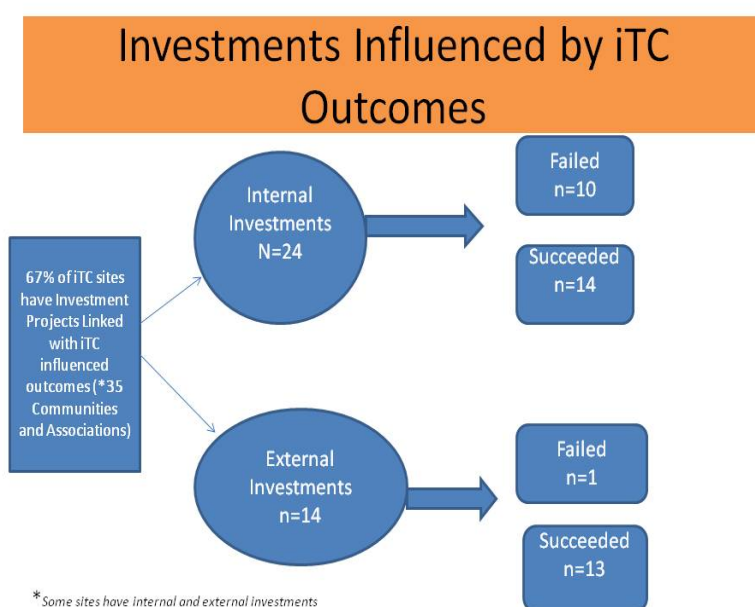 Investments Influenced by iTC
Outcomes
67% of iTC sites
have Investment
Projects Linked
with iTC
influenced
outcomes (*35
Communities
and Associations)
Internal
Investments
N=24
Failed
n=10
Succeeded
n=14
External
Investments
n=14
Failed
n=1
Succeeded
n=13
*Some sites have internal and external investments